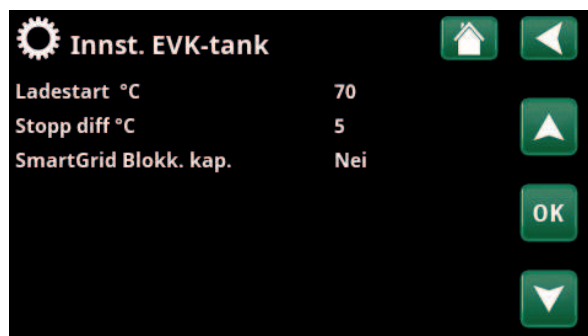 Innst. EVK-tank
Ladestart °C 70
Stopp diff °C 5
SmartGrid Blokk. kap. Nei
OK